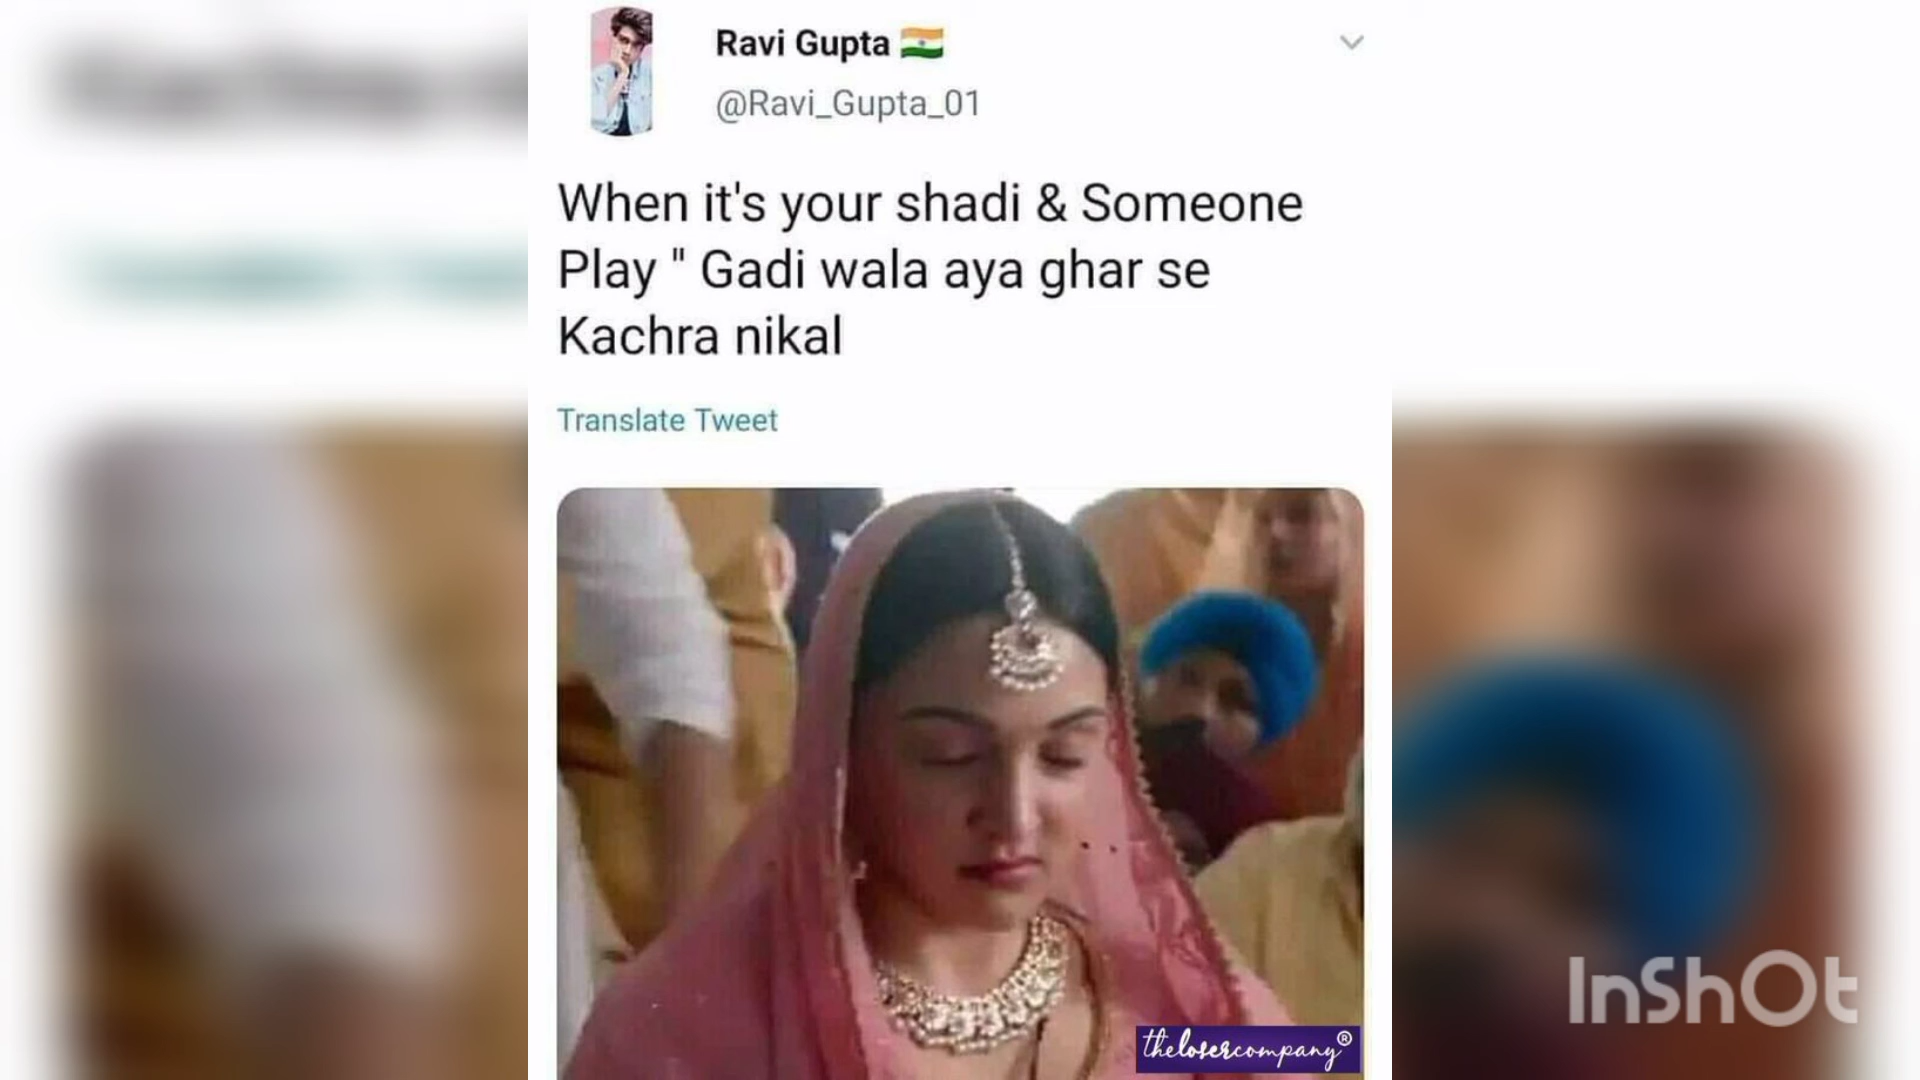 Ravi Gupta 🇮🇳
@Ravi_Gupta_01
When it's your shadi & Someone
Play " Gadi wala aya ghar se
Kachra nikal
Translate Tweet
thelosercompany®
InShOt